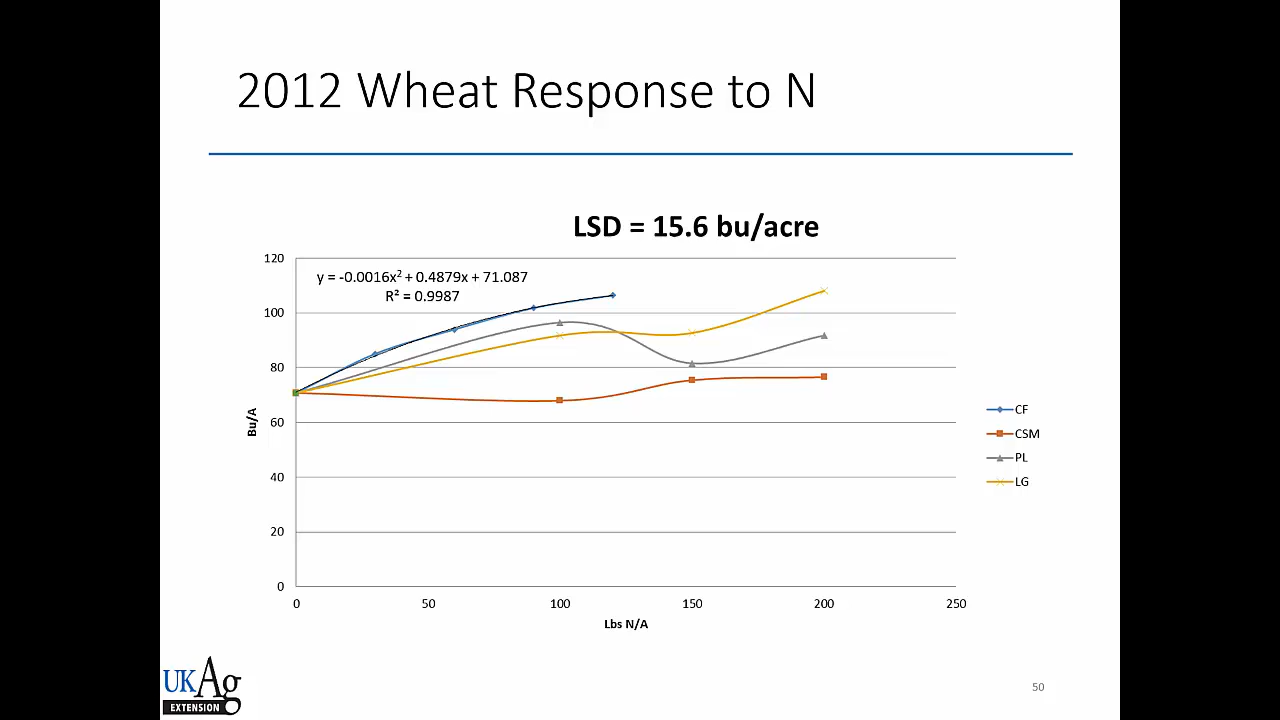 2012 Wheat Response to N
LSD = 15.6 bu/acre
y = -0.0016x² + 0.4879x + 71.087
R² = 0.9987
120
100
80
60
40
20
0
Bu/A
0 50 100 150 200 250
Lbs N/A
CF
CSM
PL
LG
UKAg
EXTENSION
50